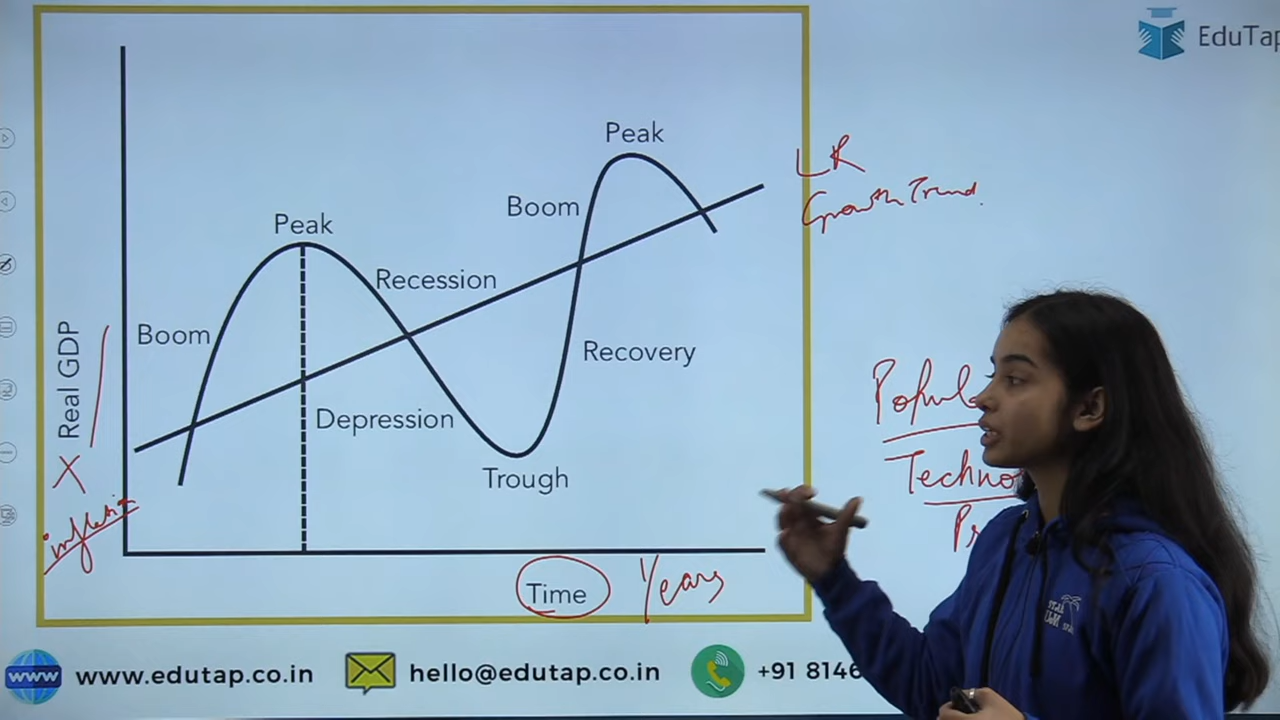 EduTap
Peak
LR
Growth Trend.
Boom
Peak
Recession
Boom
Real GDP
Recovery
Depression
Trough
X
inflation
Time
Years
www.edutap.co.in
hello@edutap.co.in
+91 8146